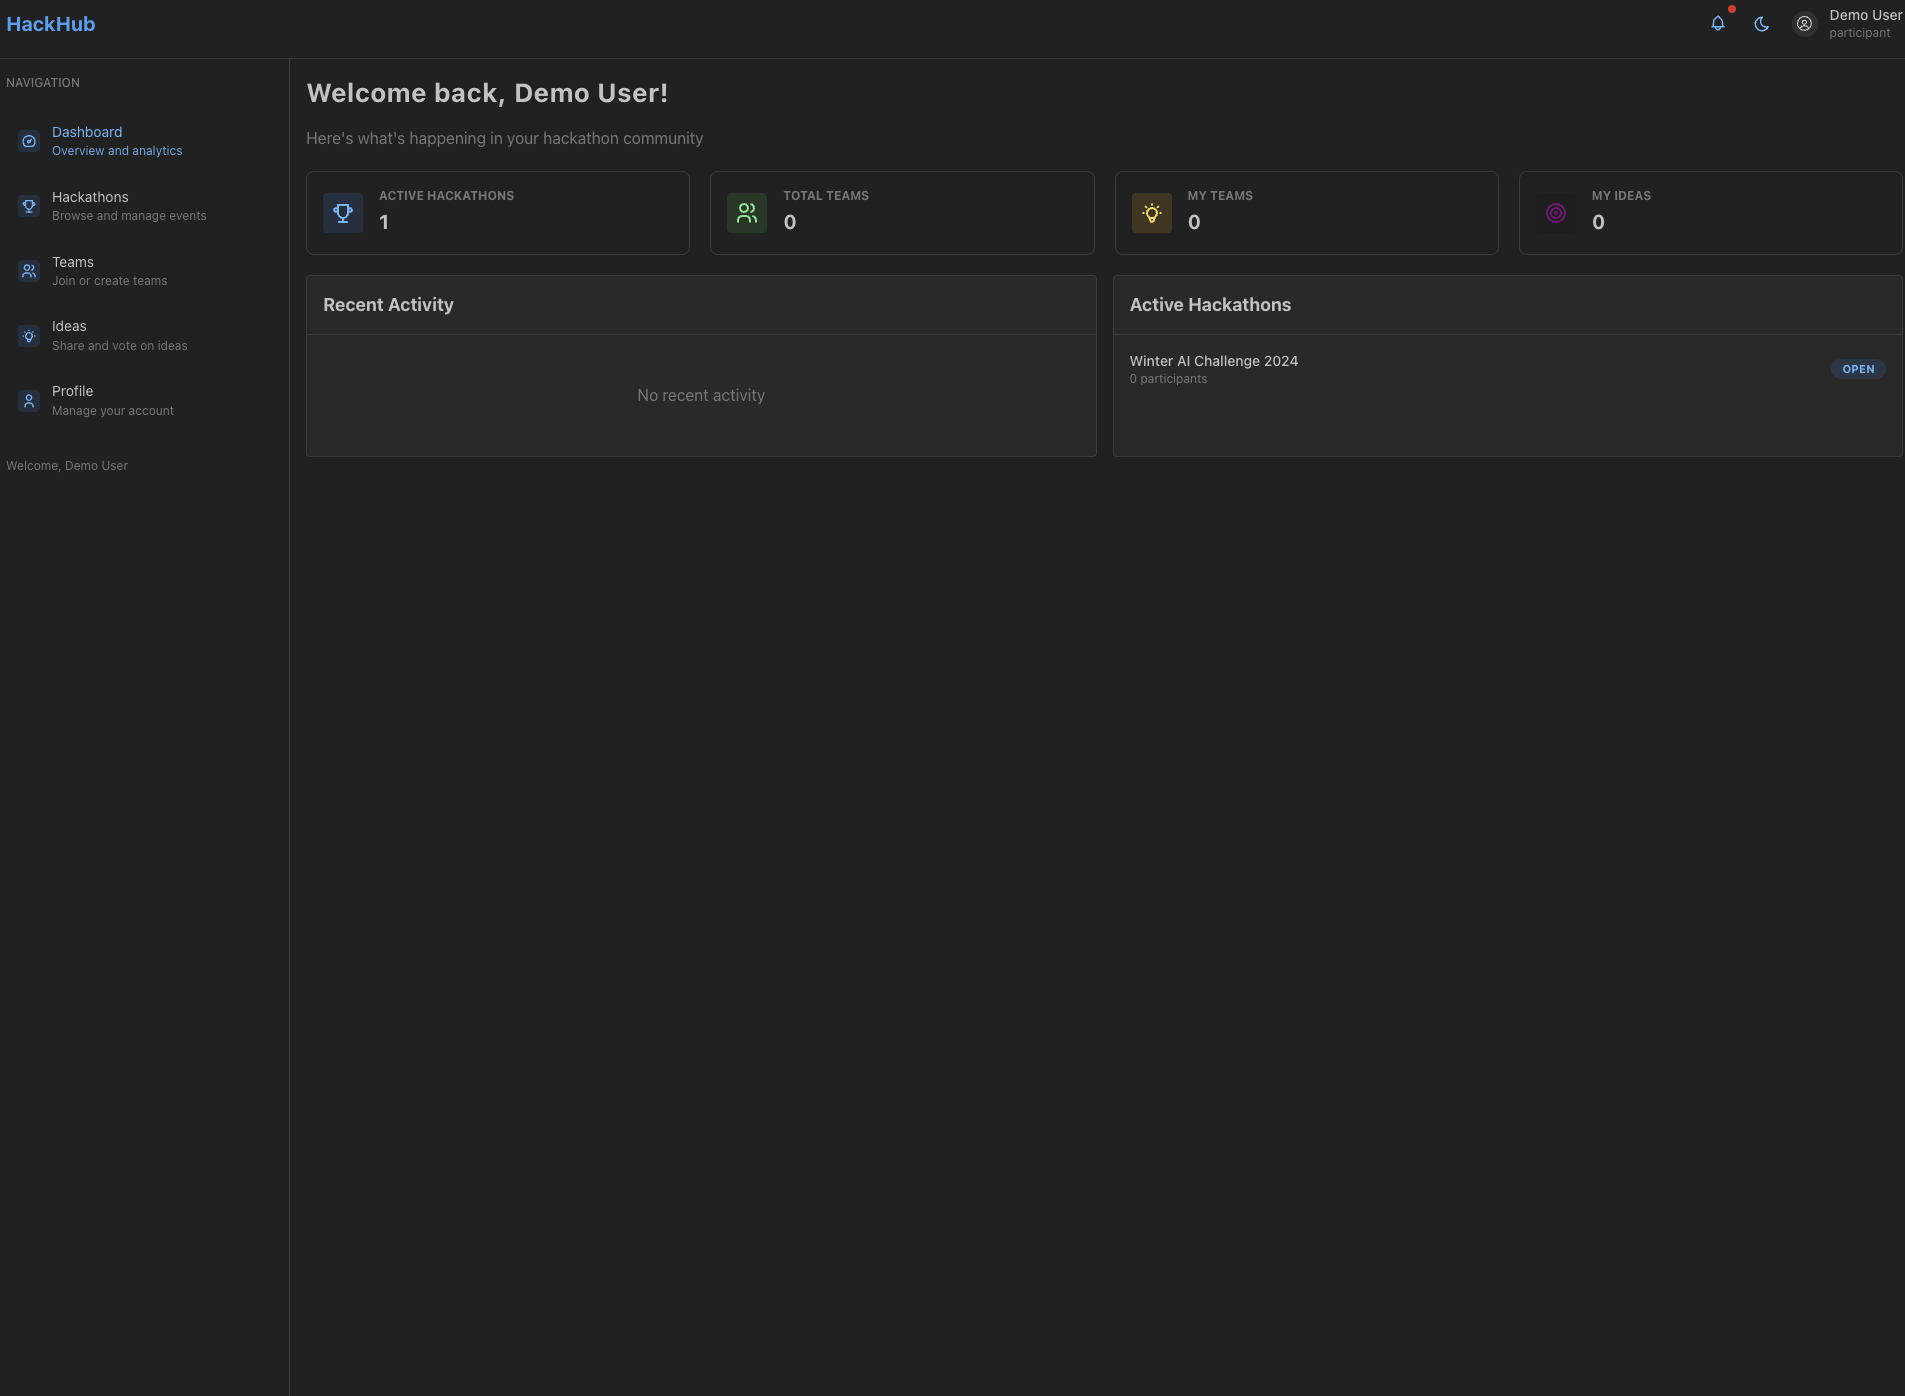 HackHub
Demo User
participant
NAVIGATION
Dashboard
Overview and analytics
Hackathons
Browse and manage events
Teams
Join or create teams
Ideas
Share and vote on ideas
Profile
Manage your account
Welcome, Demo User
Welcome back, Demo User!
Here's what's happening in your hackathon community
ACTIVE HACKATHONS
1
TOTAL TEAMS
0
MY TEAMS
0
MY IDEAS
0
Recent Activity
No recent activity
Active Hackathons
Winter AI Challenge 2024
0 participants
OPEN